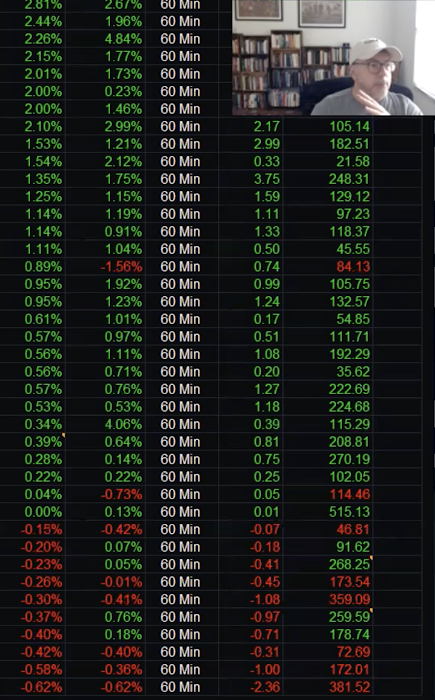 2.81% 2.67% 60 Min
2.44% 1.96% 60 Min
2.26% 4.84% 60 Min
2.15% 1.77% 60 Min
2.01% 1.73% 60 Min
2.00% 0.23% 60 Min
2.00% 1.46% 60 Min
2.10% 2.99% 60 Min 2.17 105.14
1.53% 1.21% 60 Min 2.99 182.51
1.54% 2.12% 60 Min 0.33 21.58
1.35% 1.75% 60 Min 3.75 248.31
1.25% 1.15% 60 Min 1.59 129.12
1.14% 1.19% 60 Min 1.11 97.23
1.14% 0.91% 60 Min 1.33 118.37
1.11% 1.04% 60 Min 0.50 45.55
0.89% -1.56% 60 Min 0.74 84.13
0.95% 1.92% 60 Min 0.99 105.75
0.95% 1.23% 60 Min 1.24 132.57
0.61% 1.01% 60 Min 0.17 54.85
0.57% 0.97% 60 Min 0.51 111.71
0.56% 1.11% 60 Min 1.08 192.29
0.56% 0.71% 60 Min 0.20 35.62
0.57% 0.76% 60 Min 1.27 222.69
0.53% 0.53% 60 Min 1.18 224.68
0.34% 4.06% 60 Min 0.39 115.29
0.39% 0.64% 60 Min 0.81 208.81
0.28% 0.14% 60 Min 0.75 270.19
0.22% 0.22% 60 Min 0.25 102.05
0.04% -0.73% 60 Min 0.05 114.46
0.00% 0.13% 60 Min 0.01 515.13
-0.15% -0.42% 60 Min -0.07 46.81
-0.20% 0.07% 60 Min -0.18 91.62
-0.23% 0.05% 60 Min -0.41 268.25
-0.26% -0.01% 60 Min -0.45 173.54
-0.30% -0.41% 60 Min -1.08 359.09
-0.37% 0.76% 60 Min -0.97 259.59
-0.40% 0.18% 60 Min -0.71 178.74
-0.42% -0.40% 60 Min -0.31 72.69
-0.58% -0.36% 60 Min -1.00 172.01
-0.62% -0.62% 60 Min -2.36 381.52